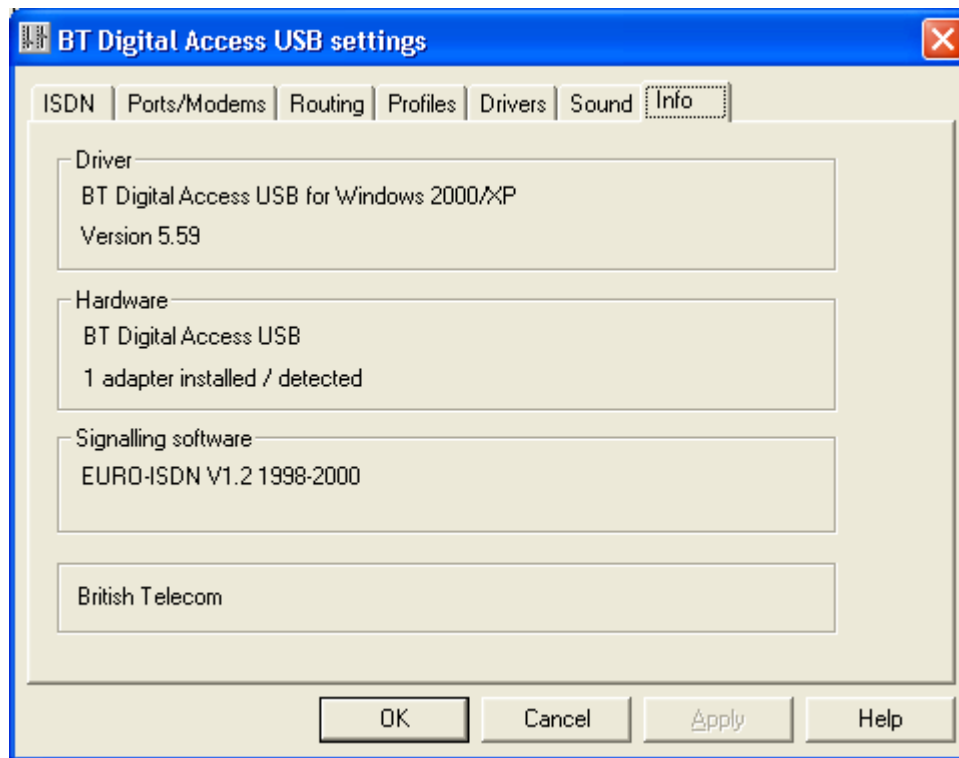 BT Digital Access USB settings
ISDN Ports/Modems Routing Profiles Drivers Sound Info
Driver
BT Digital Access USB for Windows 2000/XP
Version 5.59
Hardware
BT Digital Access USB
1 adapter installed / detected
Signalling software
EURO-ISDN V1.2 1998-2000
British Telecom
OK Cancel Apply Help